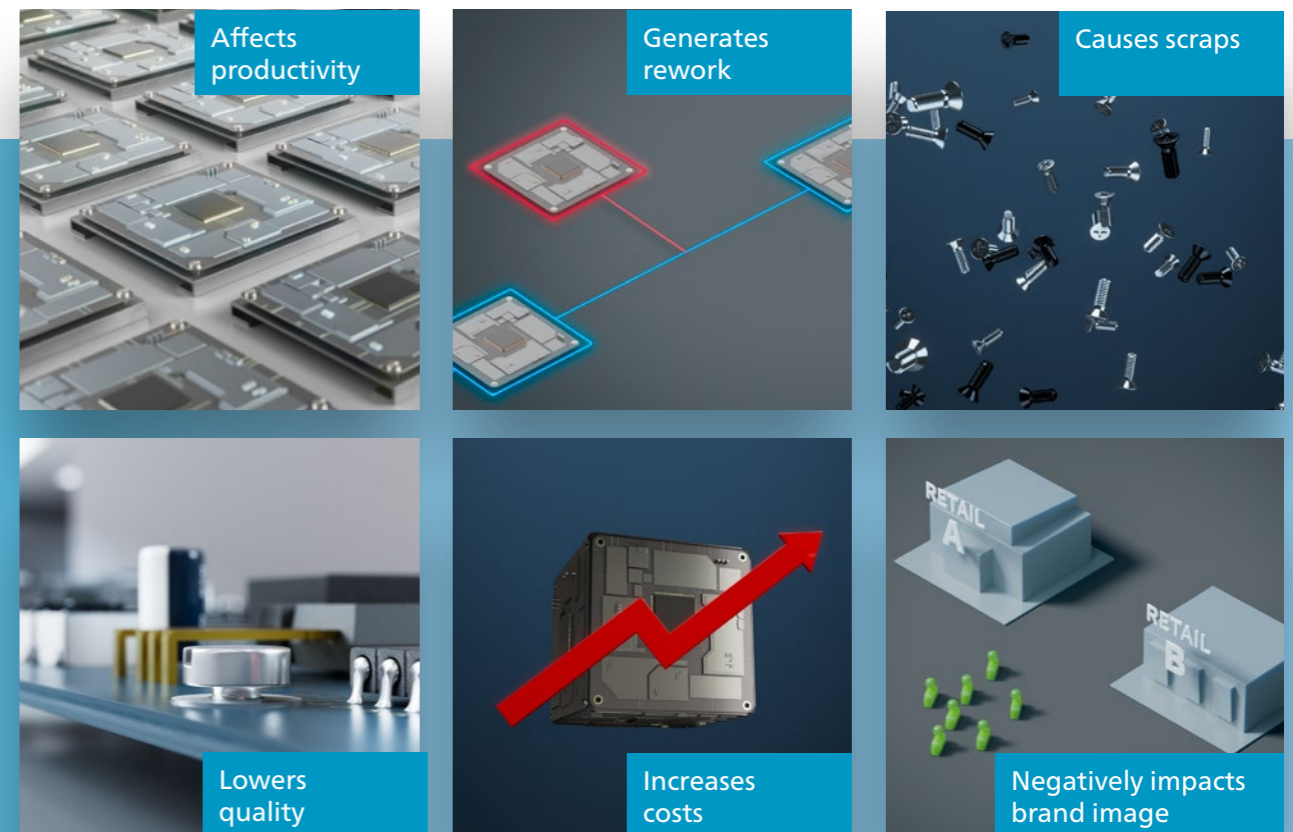 Affects
productivity
Generates
rework
Causes scraps
Lowers
quality
Increases
costs
RETAIL
A
RETAIL
B
Negatively impacts
brand image